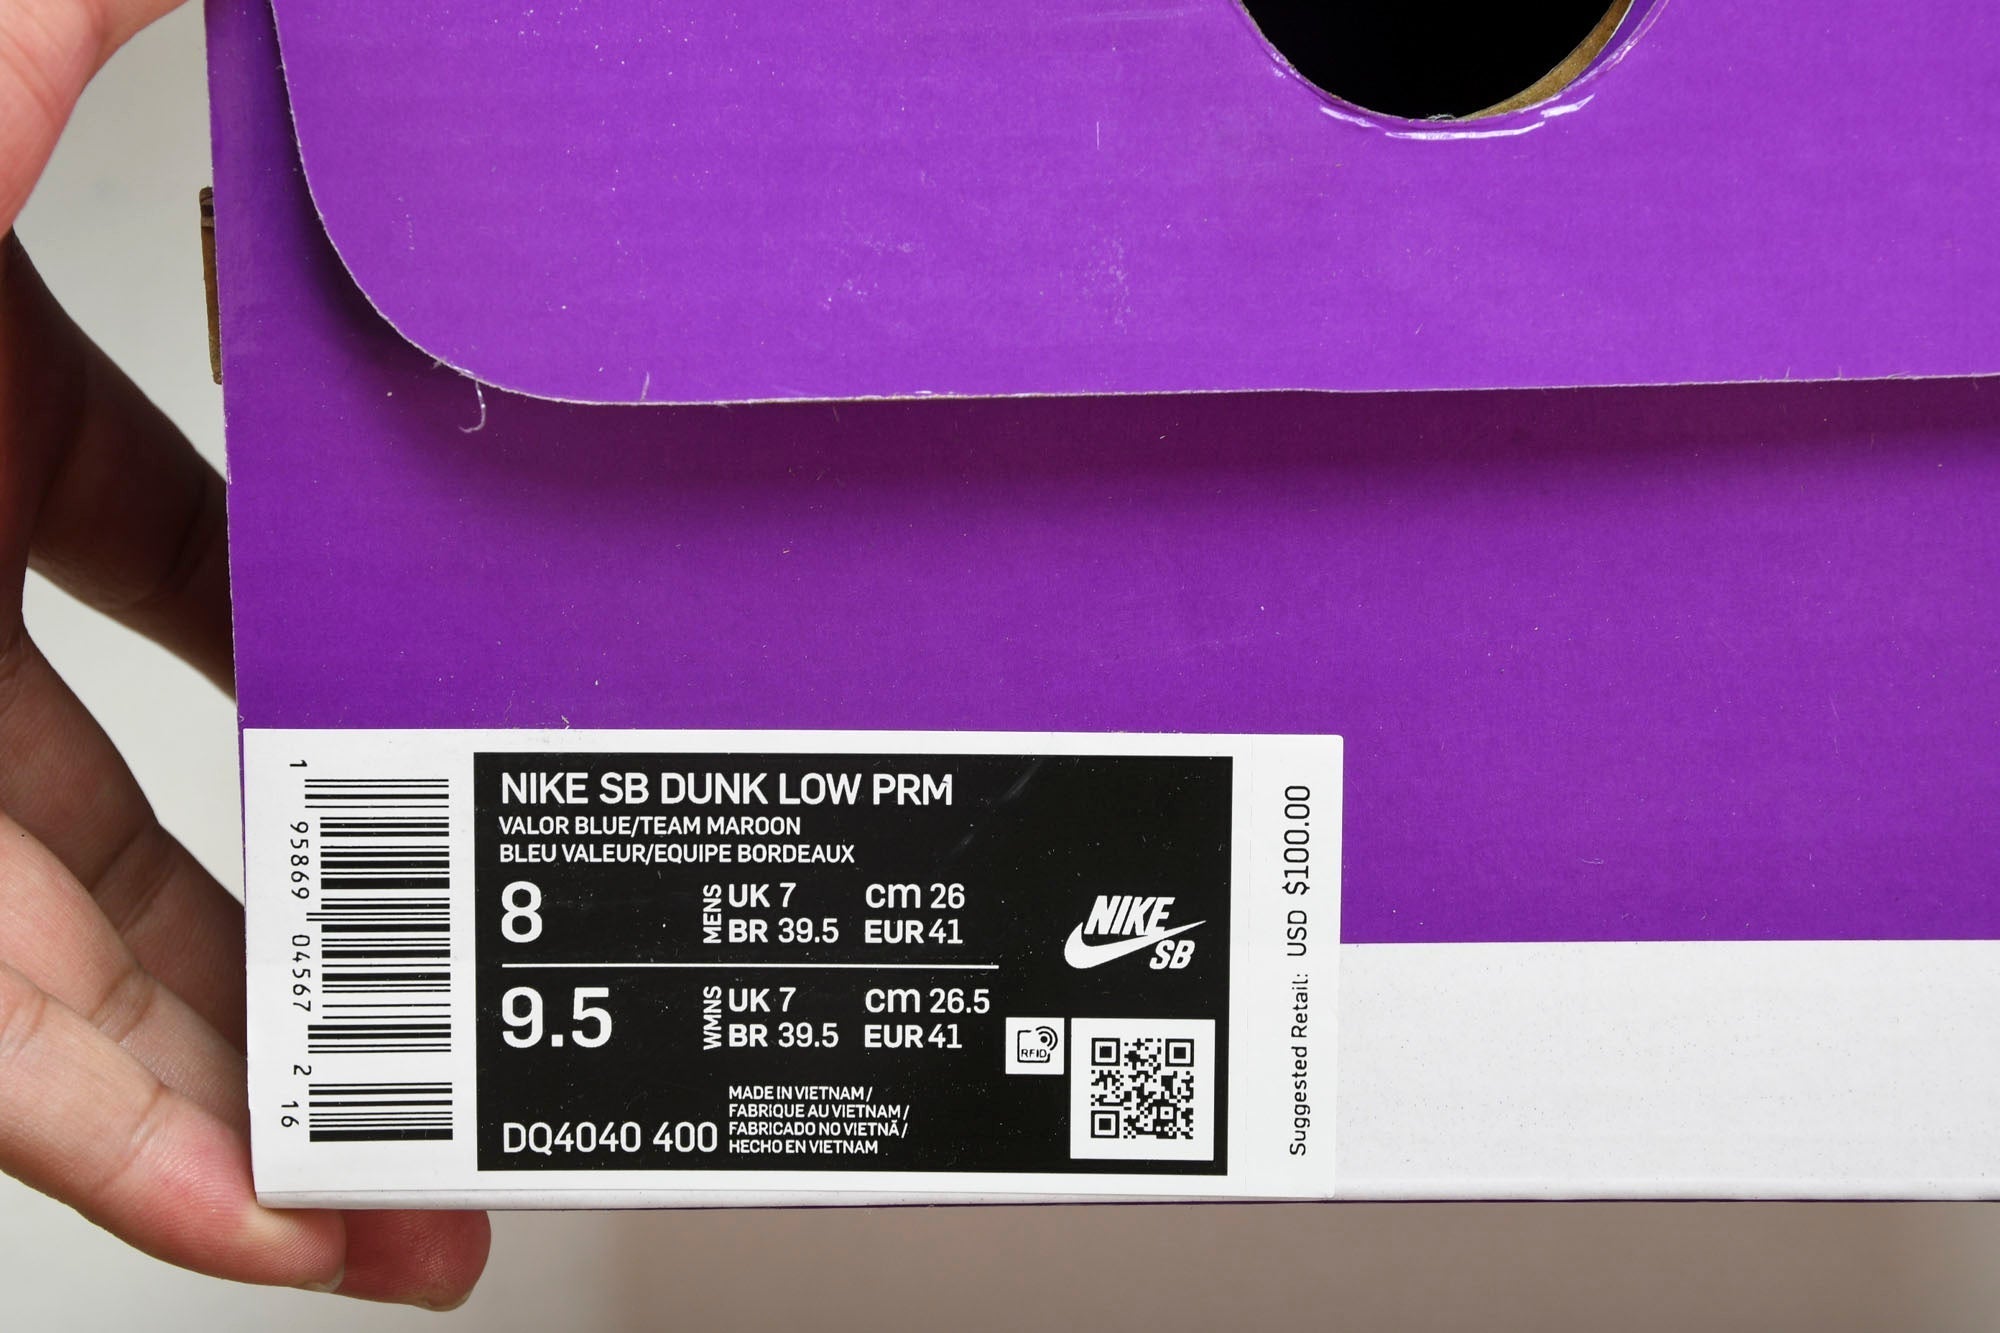 NIKE SB DUNK LOW PRM
VALOR BLUE/TEAM MAROON
BLEU VALEUR/EQUIPE BORDEAUX
8 MENS UK 7 cm 26
BR 39.5 EUR 41
9.5 WMNS UK 7 cm 26.5
BR 39.5 EUR 41
DQ4040 400
MADE IN VIETNAM /
FABRIQUE AU VIETNAM /
FABRICADO NO VIETNÃ /
HECHO EN VIETNAM
NIKE
SB
RFID
1 95869 04567 2 16
Suggested Retail: USD $100.00